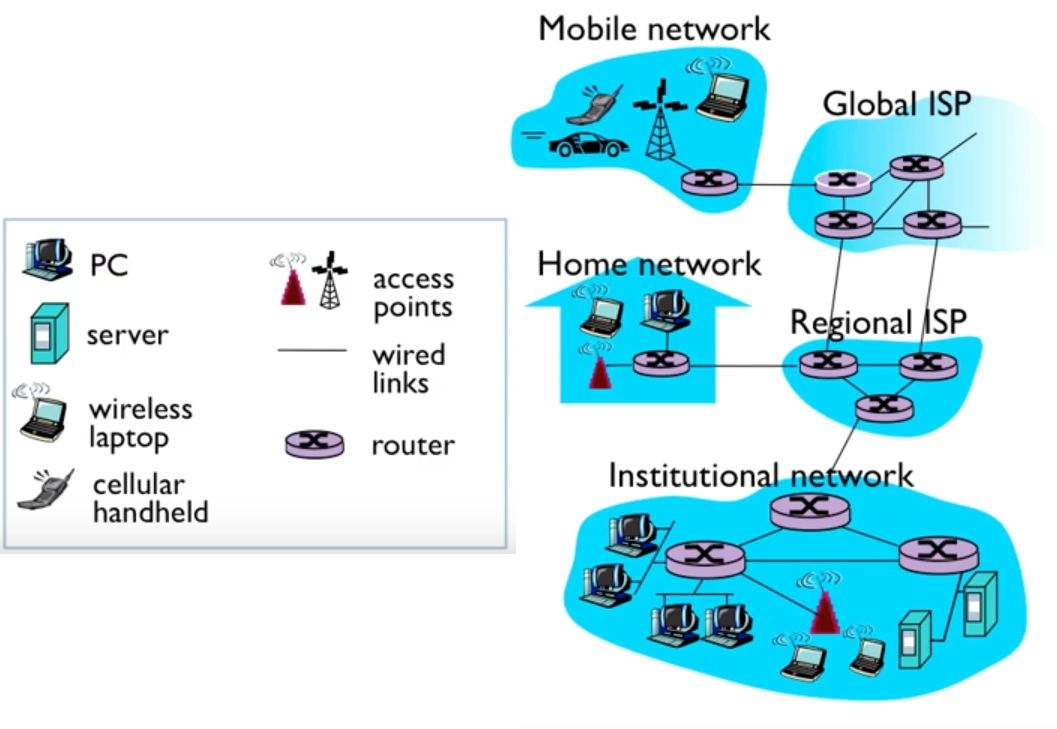 Mobile network
Global ISP
PC
access
points
server
wired
links
wireless
laptop
router
cellular
handheld
Home network
Regional ISP
Institutional network